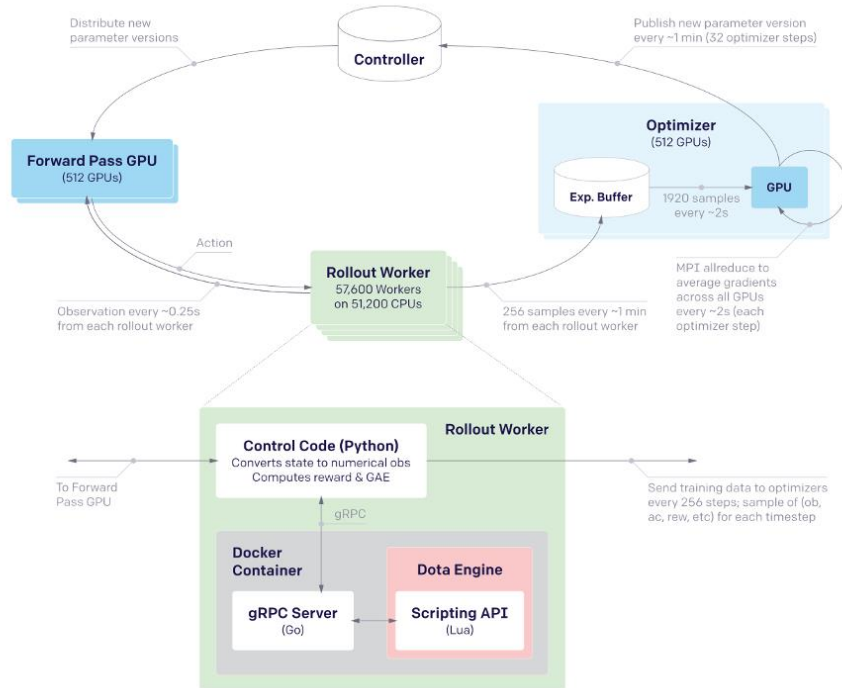 Distribute new
parameter versions
Controller
Publish new parameter version
every ~1 min (32 optimizer steps)
Forward Pass GPU
(512 GPUs)
Optimizer
(512 GPUs)
Exp. Buffer
1920 samples
every ~2s
GPU
Action
Observation every ~0.25s
from each rollout worker
Rollout Worker
57,600 Workers
on 51,200 CPUs
256 samples every ~1 min
from each rollout worker
MPI allreduce to
average gradients
across all GPUs
every ~2s (each
optimizer step)
Rollout Worker
Control Code (Python)
Converts state to numerical obs
Computes reward & GAE
To Forward
Pass GPU
Send training data to optimizers
every 256 steps; sample of (ob,
ac, rew, etc) for each timestep
gRPC
Docker
Container
Dota Engine
gRPC Server
(Go)
Scripting API
(Lua)